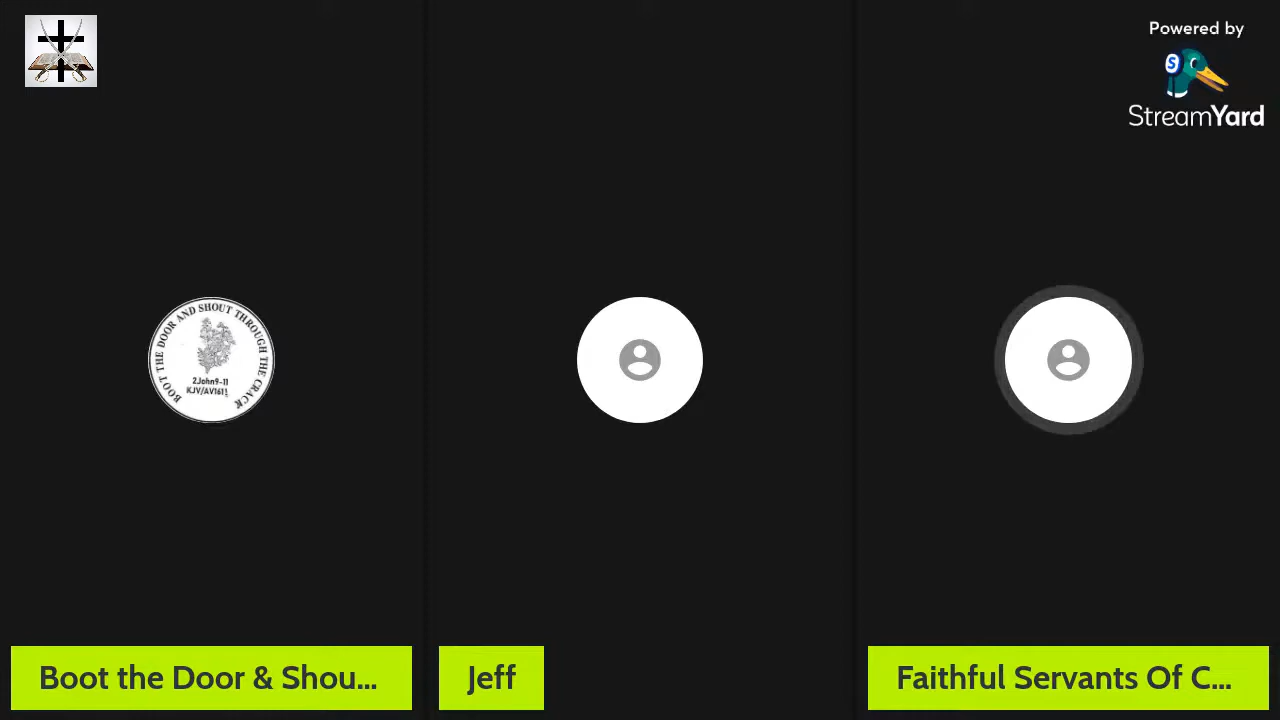 Powered by
S
StreamYard
BOOT THE DOOR AND SHOUT THROUGH THE CRACK
2John9-11
KJV/AV1611
Boot the Door & Shou...
Jeff
Faithful Servants Of C...